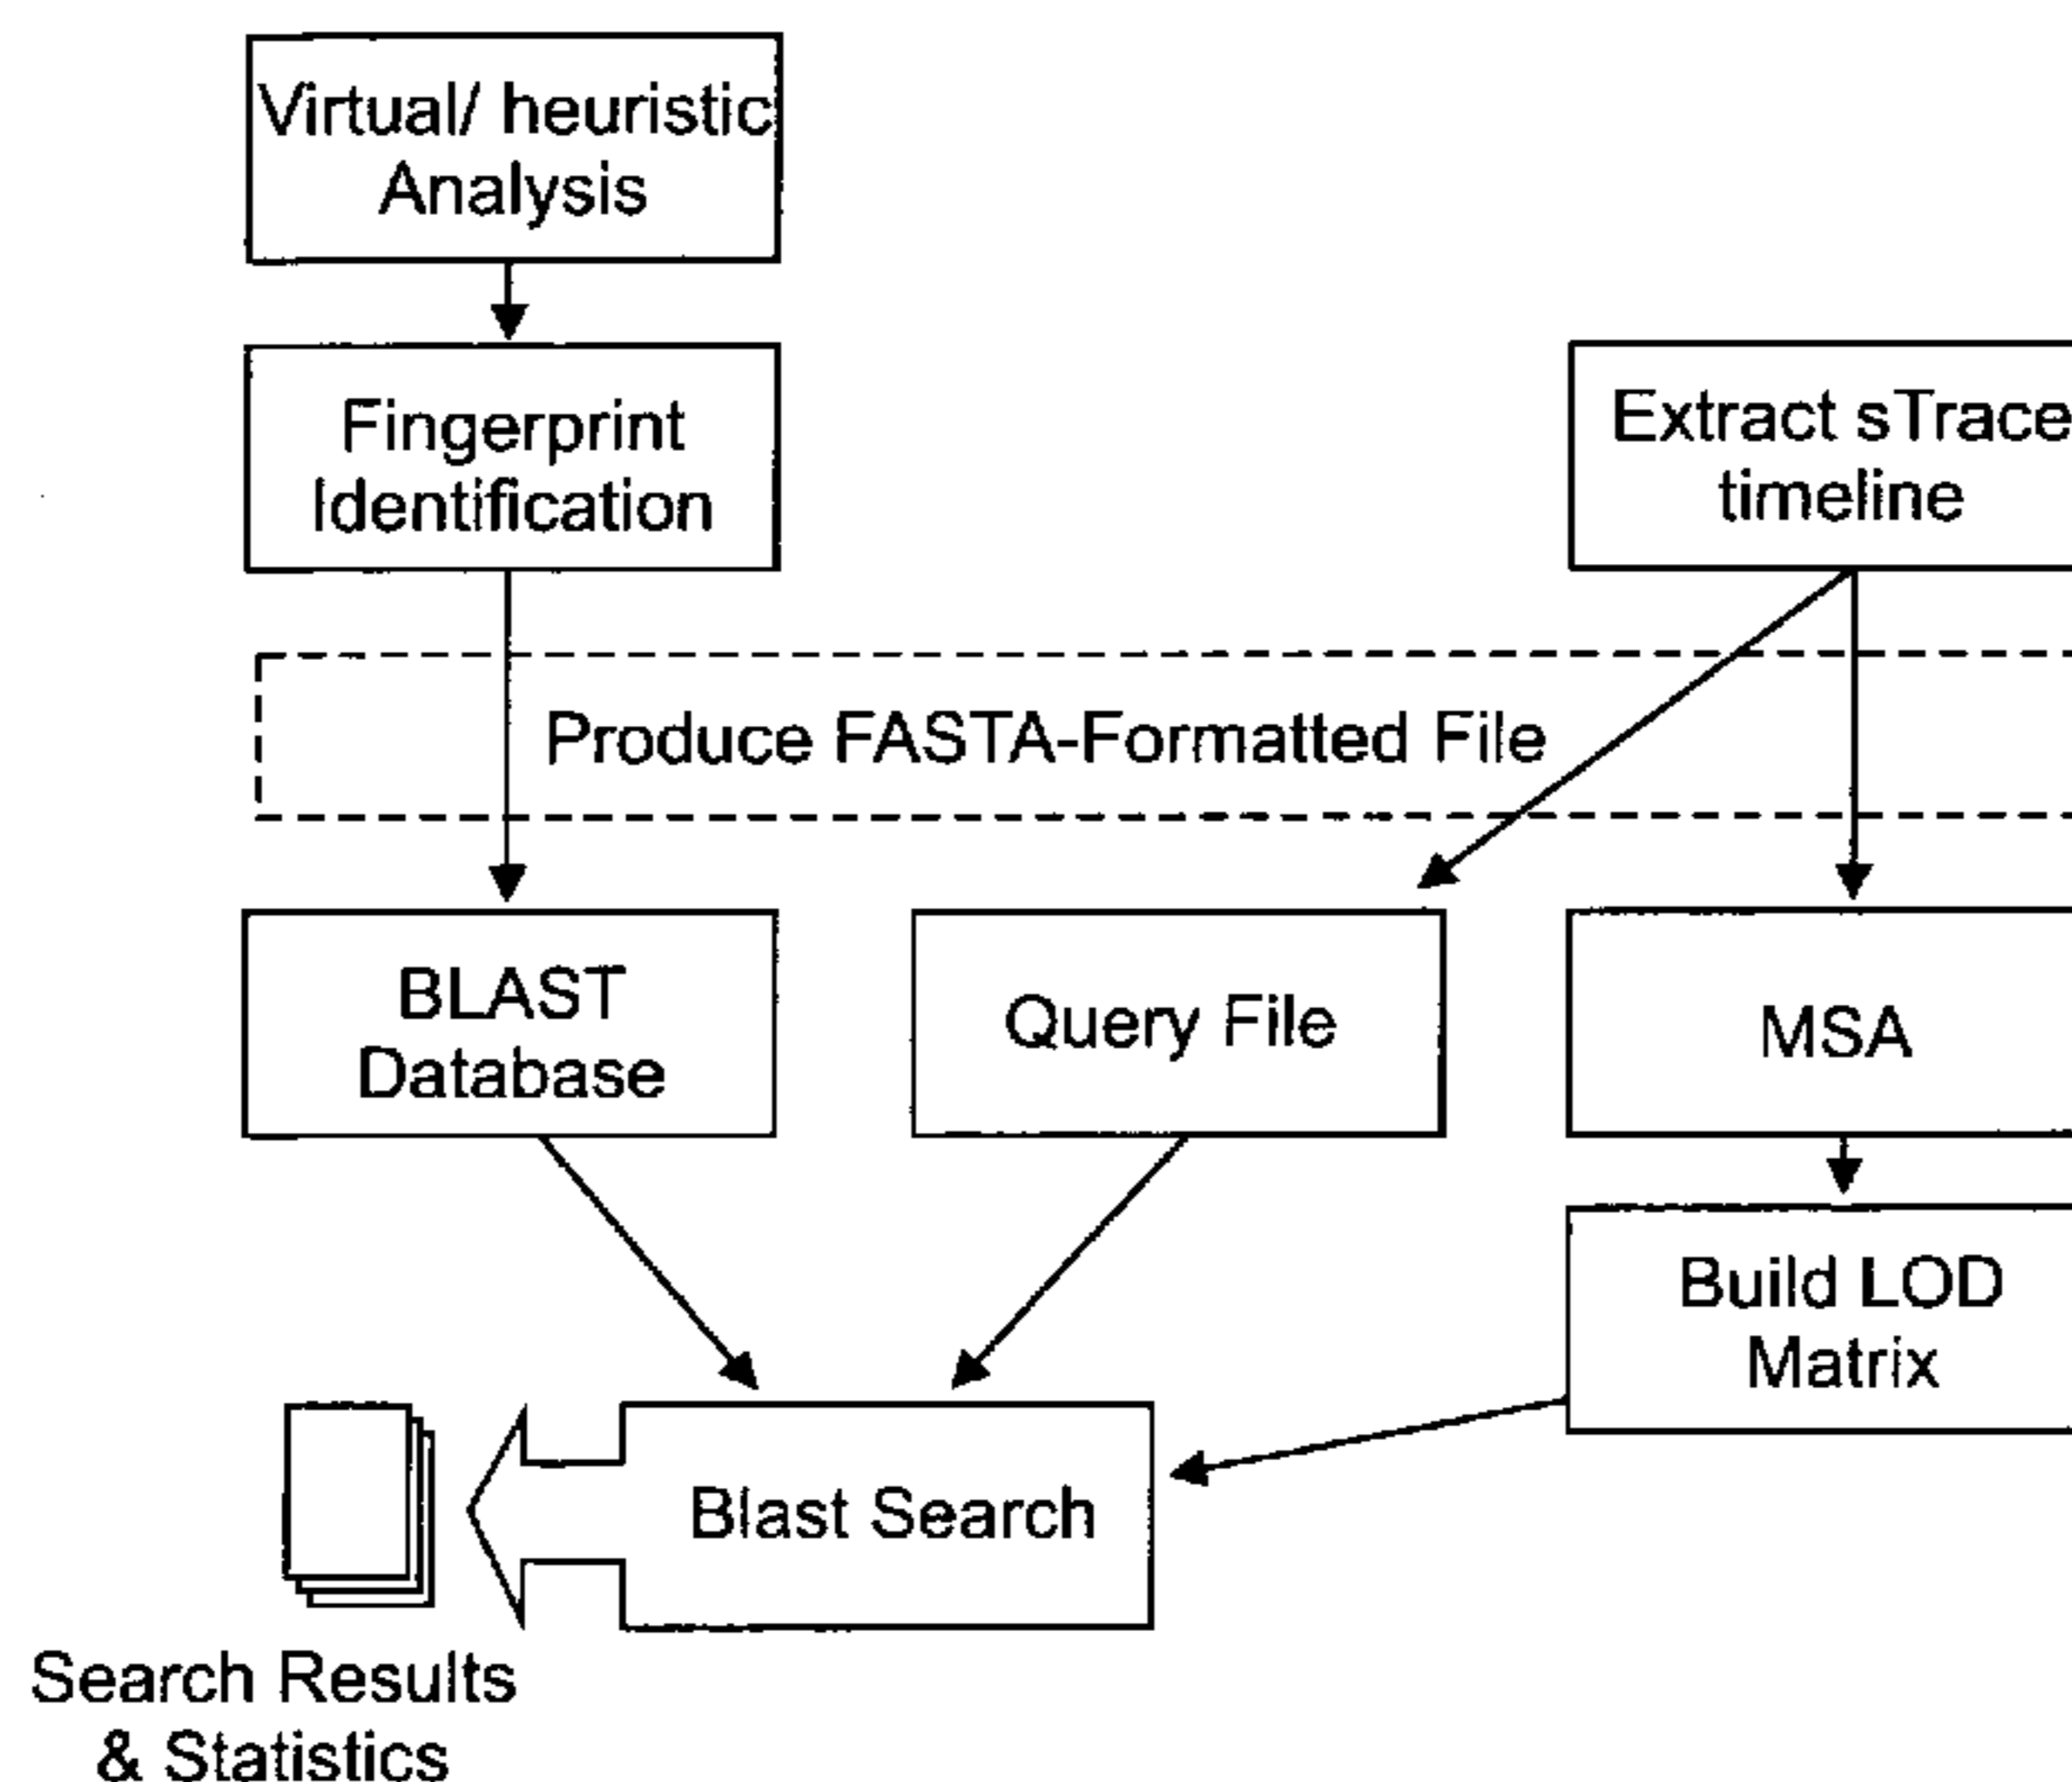 Virtual/ heuristic
Analysis
Fingerprint
Identification
Extract sTrace
timeline
Produce FASTA-Formatted File
BLAST
Database
Query File
MSA
Build LOD
Matrix
Blast Search
Search Results
& Statistics